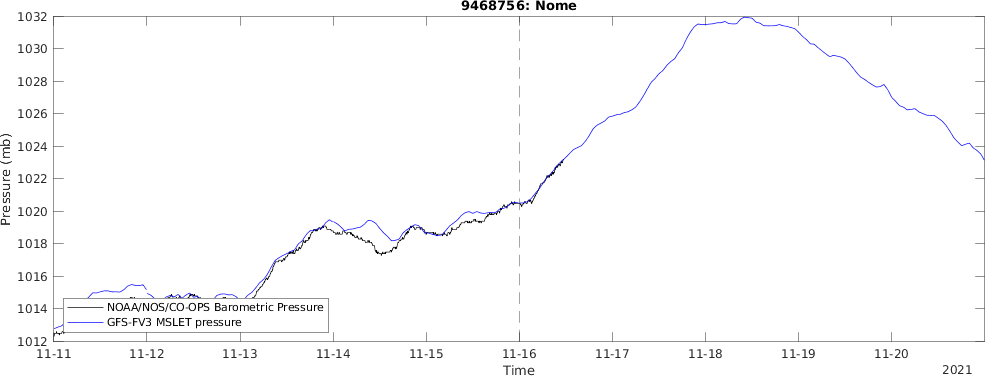 9468756: Nome
1032
1030
1028
1026
1024
1022
1020
1018
1016
1014
1012
Pressure (mb)
NOAA/NOS/CO-OPS Barometric Pressure
GFS-FV3 MSLET pressure
11-11 11-12 11-13 11-14 11-15 11-16 11-17 11-18 11-19 11-20
Time
2021